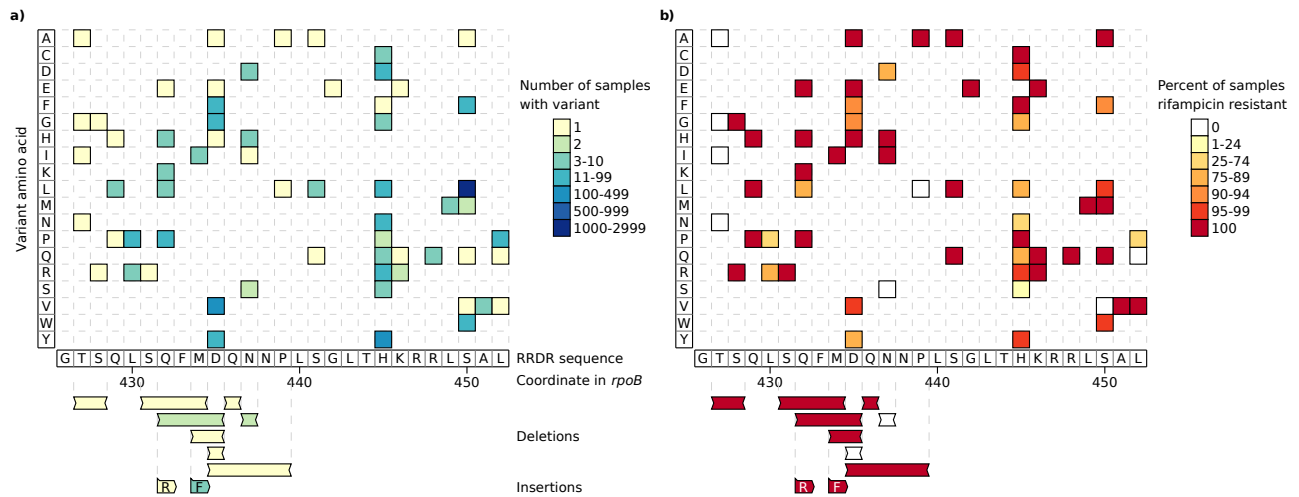 a)
b)
Variant amino acid
A
C
D
E
F
G
H
I
K
L
M
N
P
Q
R
S
V
W
Y
Number of samples
with variant
1
2
3-10
11-99
100-499
500-999
1000-2999
G T S Q L S Q F M D Q N N P L S G L T H K R R L S A L
RRDR sequence
430 440 450
Coordinate in rpoB
Deletions
R F
Insertions
A
C
D
E
F
G
H
I
K
L
M
N
P
Q
R
S
V
W
Y
Percent of samples
rifampicin resistant
0
1-24
25-74
75-89
90-94
95-99
100
G T S Q L S Q F M D Q N N P L S G L T H K R R L S A L
430 440 450
R F